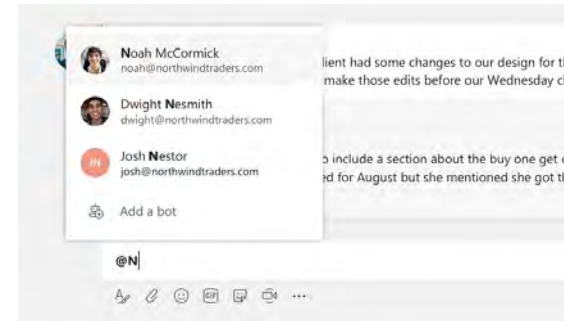 Noah McCormick
noah@northwindtraders.com
Dwight Nesmith
dwight@northwindtraders.com
JN
Josh Nestor
josh@northwindtraders.com
Add a bot
lient had some changes to our design for t
make those edits before our Wednesday c
include a section about the buy one get
ed for August but she mentioned she got t
@N
GIF